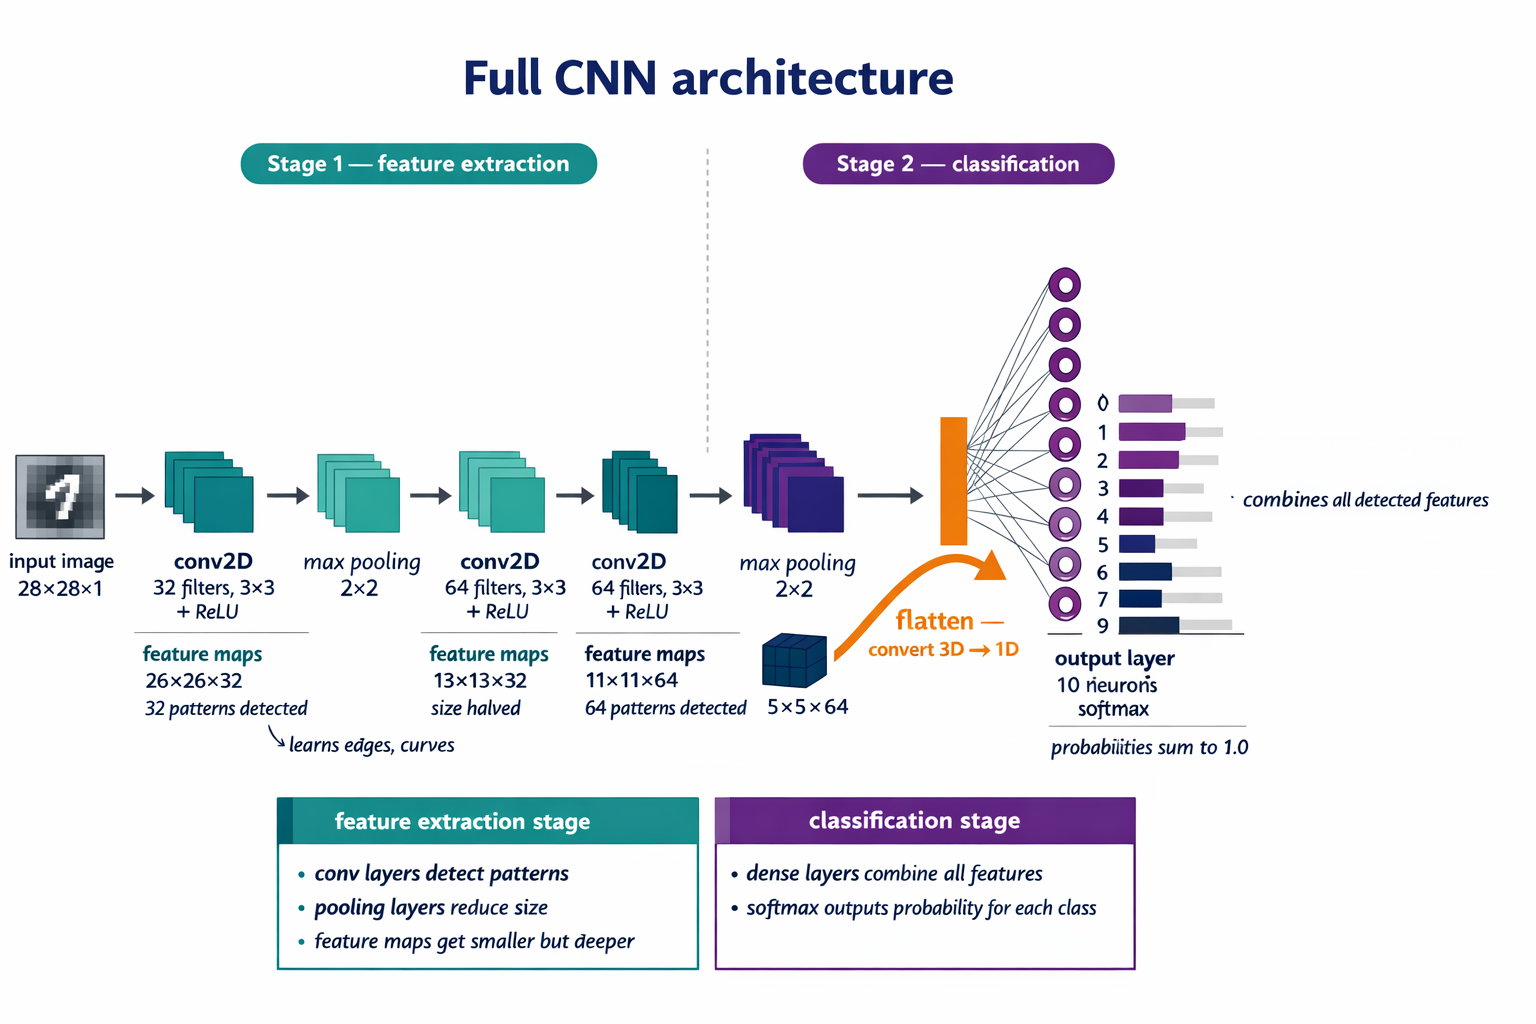 Full CNN architecture
Stage 1 — feature extraction
Stage 2 — classification
input image
28×28×1
conv2D
32 filters, 3×3
+ ReLU
feature maps
26×26×32
32 patterns detected
learns edges, curves
max pooling
2×2
conv2D
64 filters, 3×3
+ ReLU
feature maps
13×13×32
size halved
conv2D
64 filters, 3×3
+ ReLU
feature maps
11×11×64
64 patterns detected
max pooling
2×2
5×5×64
flatten —
convert 3D → 1D
0
1
2
3
4
5
6
7
9
combines all detected features
output layer
10 neurons
softmax
probabilities sum to 1.0
feature extraction stage
• conv layers detect patterns
• pooling layers reduce size
• feature maps get smaller but deeper
classification stage
• dense layers combine all features
• softmax outputs probability for each class